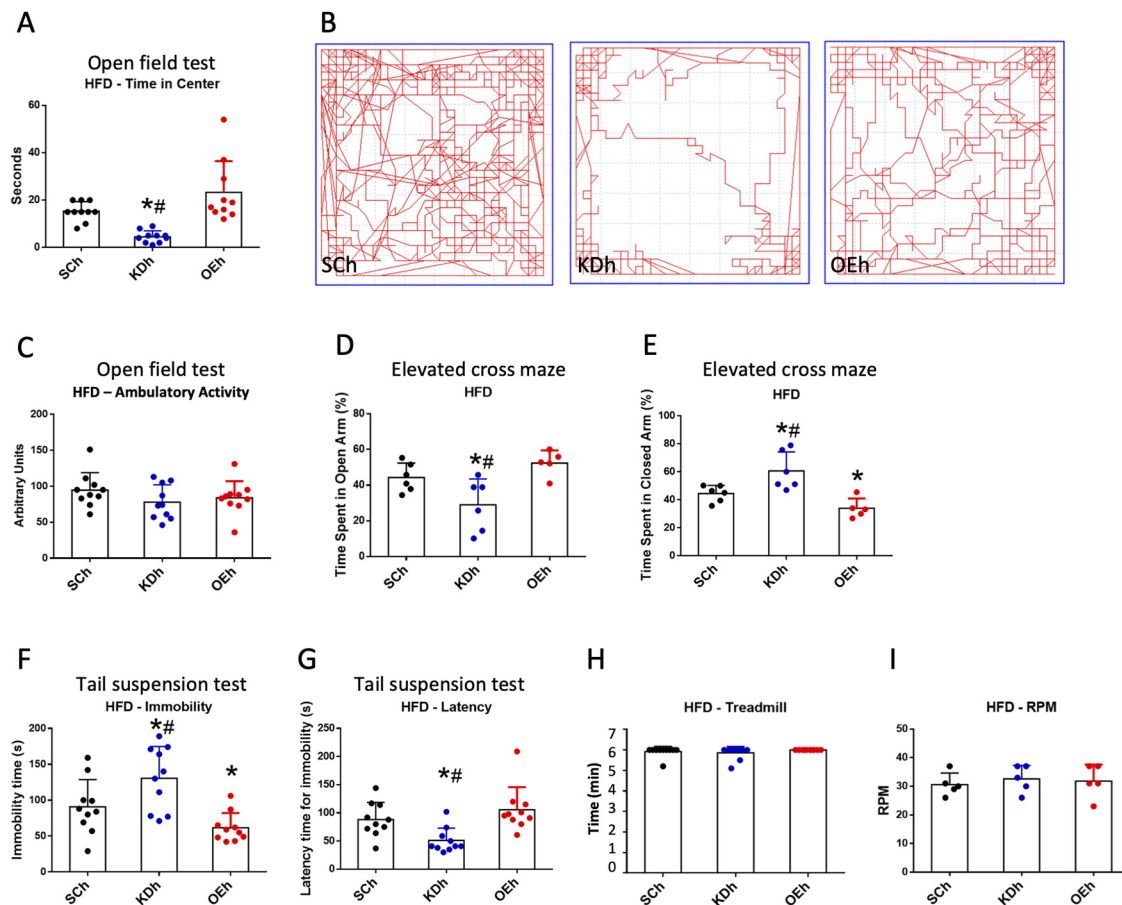 A
Open field test
HFD - Time in Center
Seconds
60
40
20
0
*#
SCh
KDh
OEh
B
SCh
KDh
OEh
C
Open field test
HFD – Ambulatory Activity
Arbitrary Units
200
150
100
50
0
SCh
KDh
OEh
D
Elevated cross maze
HFD
Time Spent in Open Arm (%)
80
60
40
20
0
*#
SCh
KDh
OEh
E
Elevated cross maze
HFD
Time Spent in Closed Arm (%)
100
80
60
40
20
0
*#
*
SCh
KDh
OEh
F
Tail suspension test
HFD - Immobility
Immobility time (s)
200
150
100
50
0
*#
*
SCh
KDh
OEh
G
Tail suspension test
HFD - Latency
Latency time for immobility (s)
250
200
150
100
50
0
*#
SCh
KDh
OEh
H
HFD - Treadmill
Time (min)
7
6
5
4
3
2
1
0
SCh
KDh
OEh
I
HFD - RPM
RPM
50
40
30
20
10
0
SCh
KDh
OEh